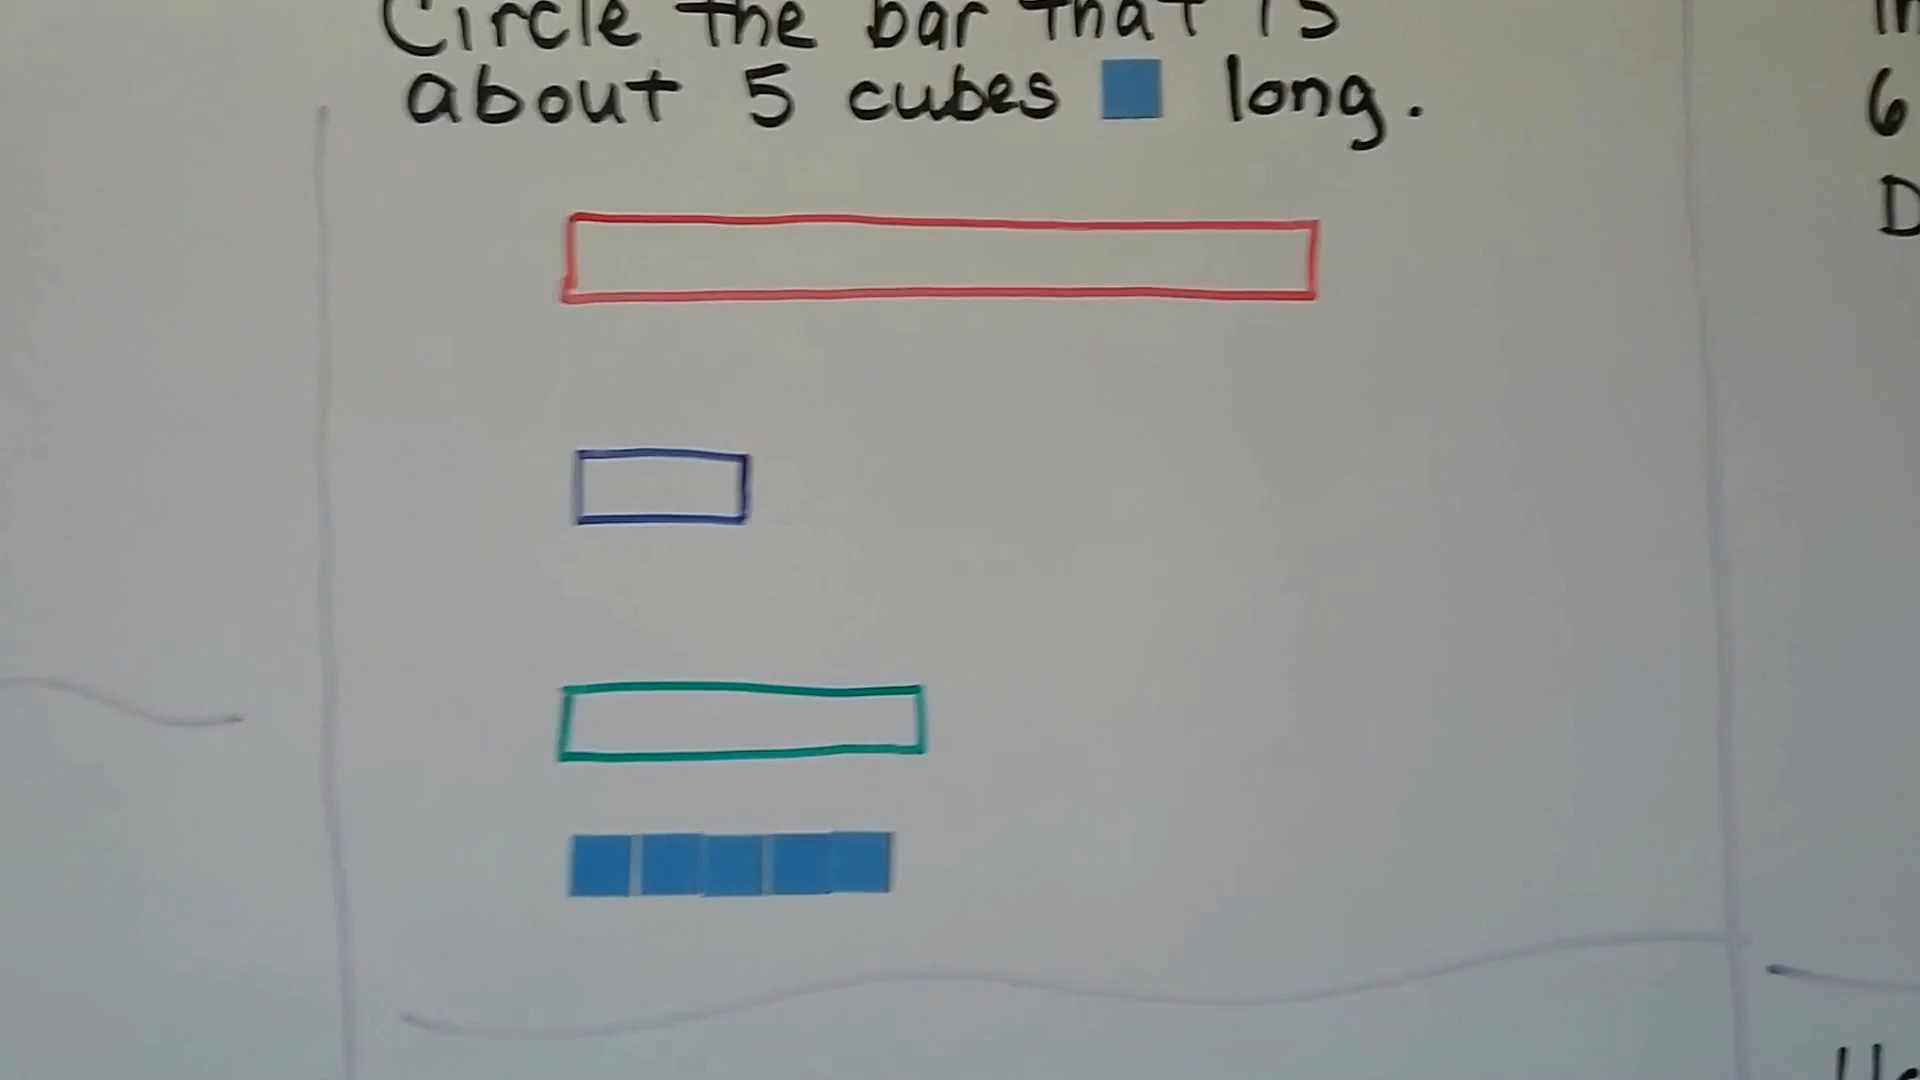 Circle the bar that is
about 5 cubes long.
6
D